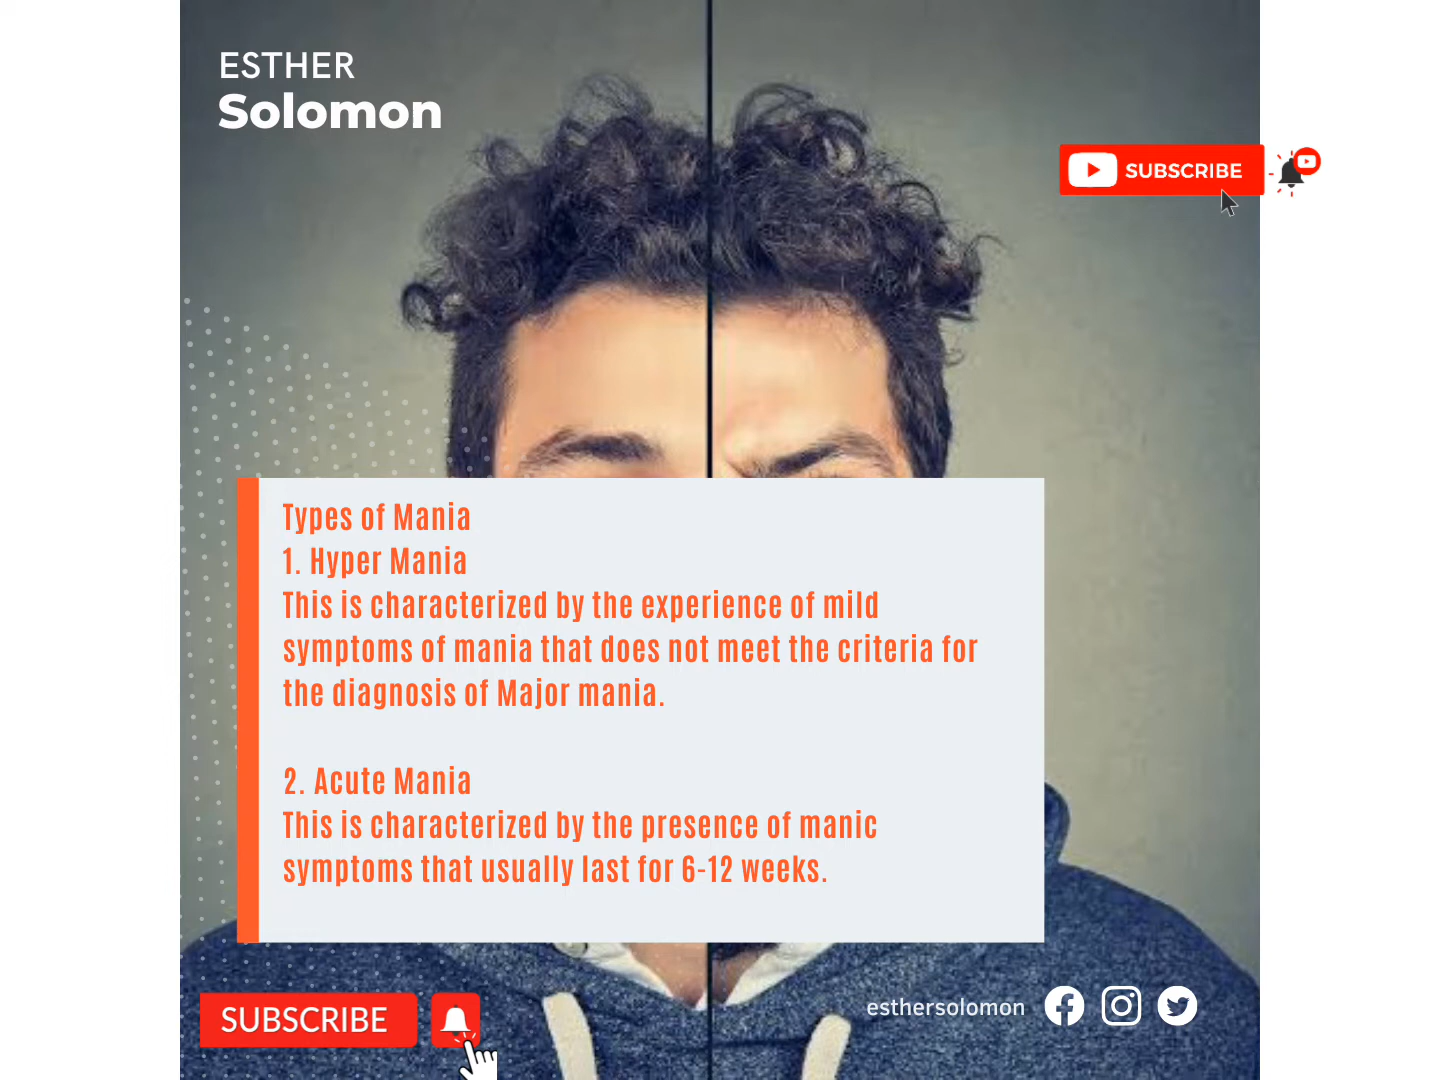 ESTHER
Solomon
SUBSCRIBE
Types of Mania
1. Hyper Mania
This is characterized by the experience of mild
symptoms of mania that does not meet the criteria for
the diagnosis of Major mania.
2. Acute Mania
This is characterized by the presence of manic
symptoms that usually last for 6-12 weeks.
SUBSCRIBE
esthersolomon